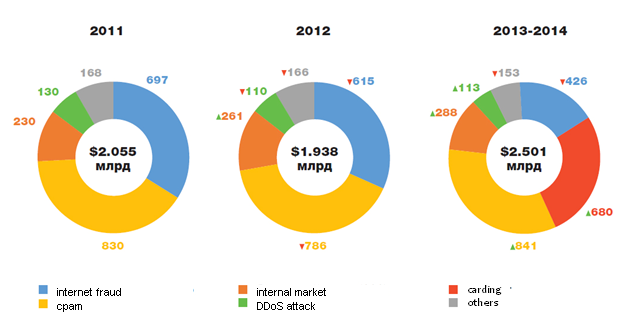 2011 2012 2013-2014
168 697
130
230
$2.055
млрд
830
▼166 ▼615
▼110
▲261
$1.938
млрд
▼786
▼153 ▼426
▲113
▲288
$2.501
млрд
▲680
▲841
internet fraud internal market carding
cpam DDoS attack others